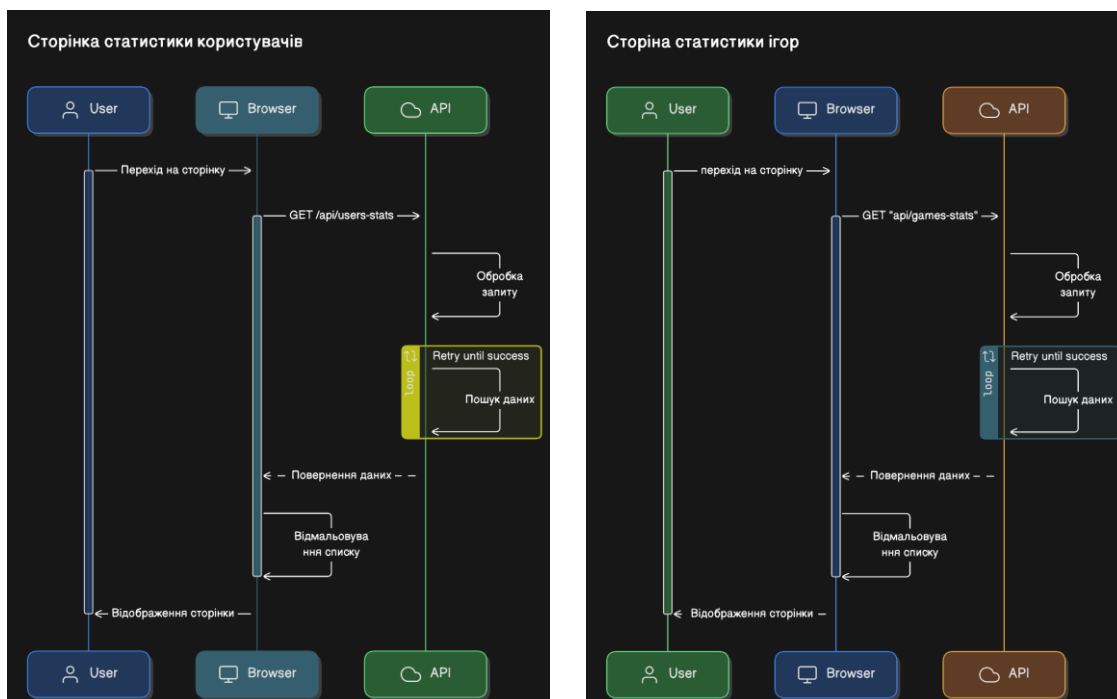 Сторінка статистики користувачів
User
Browser
API
Перехід на сторінку
GET /api/users-stats
Обробка
запиту
loop
Retry until success
Пошук даних
Повернення даних
Відмальовува
ння списку
Відображення сторінки
User
Browser
API
Сторіна статистики ігор
User
Browser
API
перехід на сторінку
GET "api/games-stats"
Обробка
запиту
loop
Retry until success
Пошук даних
Повернення даних
Відмальовува
ння списку
Відображення сторінки
User
Browser
API